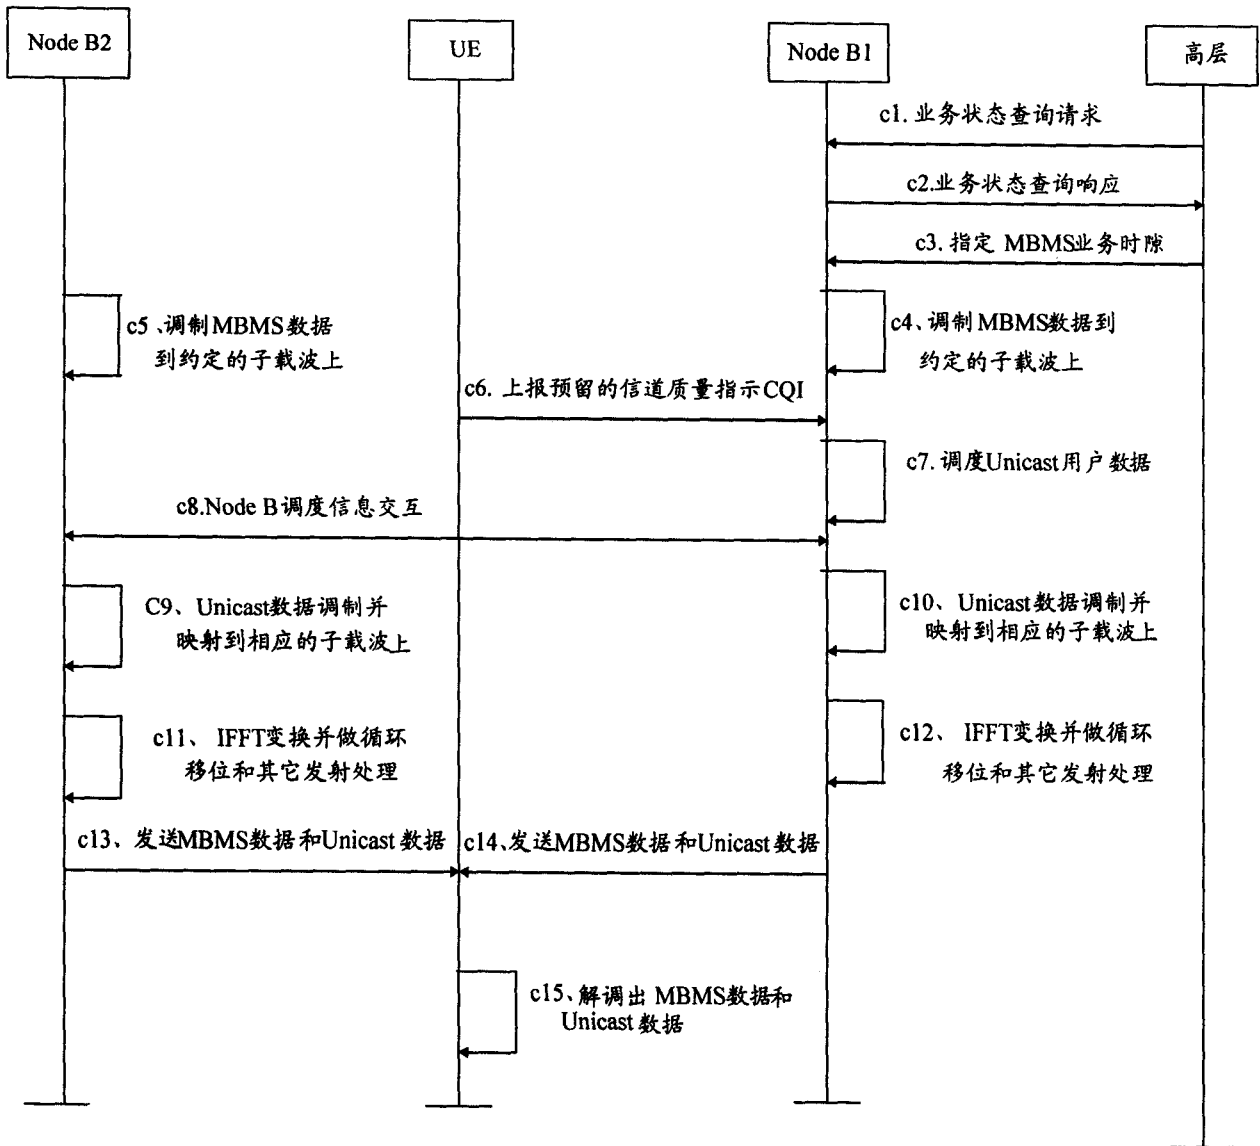 Node B2
UE
Node B1
高层
c1.业务状态查询请求
c2.业务状态查询响应
c3.指定 MBMS业务时隙
c5、调制MBMS数据
到约定的子载波上
c4、调制MBMS数据到
约定的子载波上
c6. 上报预留的信道质量指示CQI
c7.调度Unicast用户数据
c8.Node B调度信息交互
C9、Unicast数据调制并
映射到相应的子载波上
c10、Unicast数据调制并
映射到相应的子载波上
c11、 IFFT变换并做循环
移位和其它发射处理
c12、 IFFT变换并做循环
移位和其它发射处理
c13、发送MBMS数据和Unicast数据
c14、发送MBMS数据和Unicast数据
c15、解调出 MBMS数据和
Unicast数据